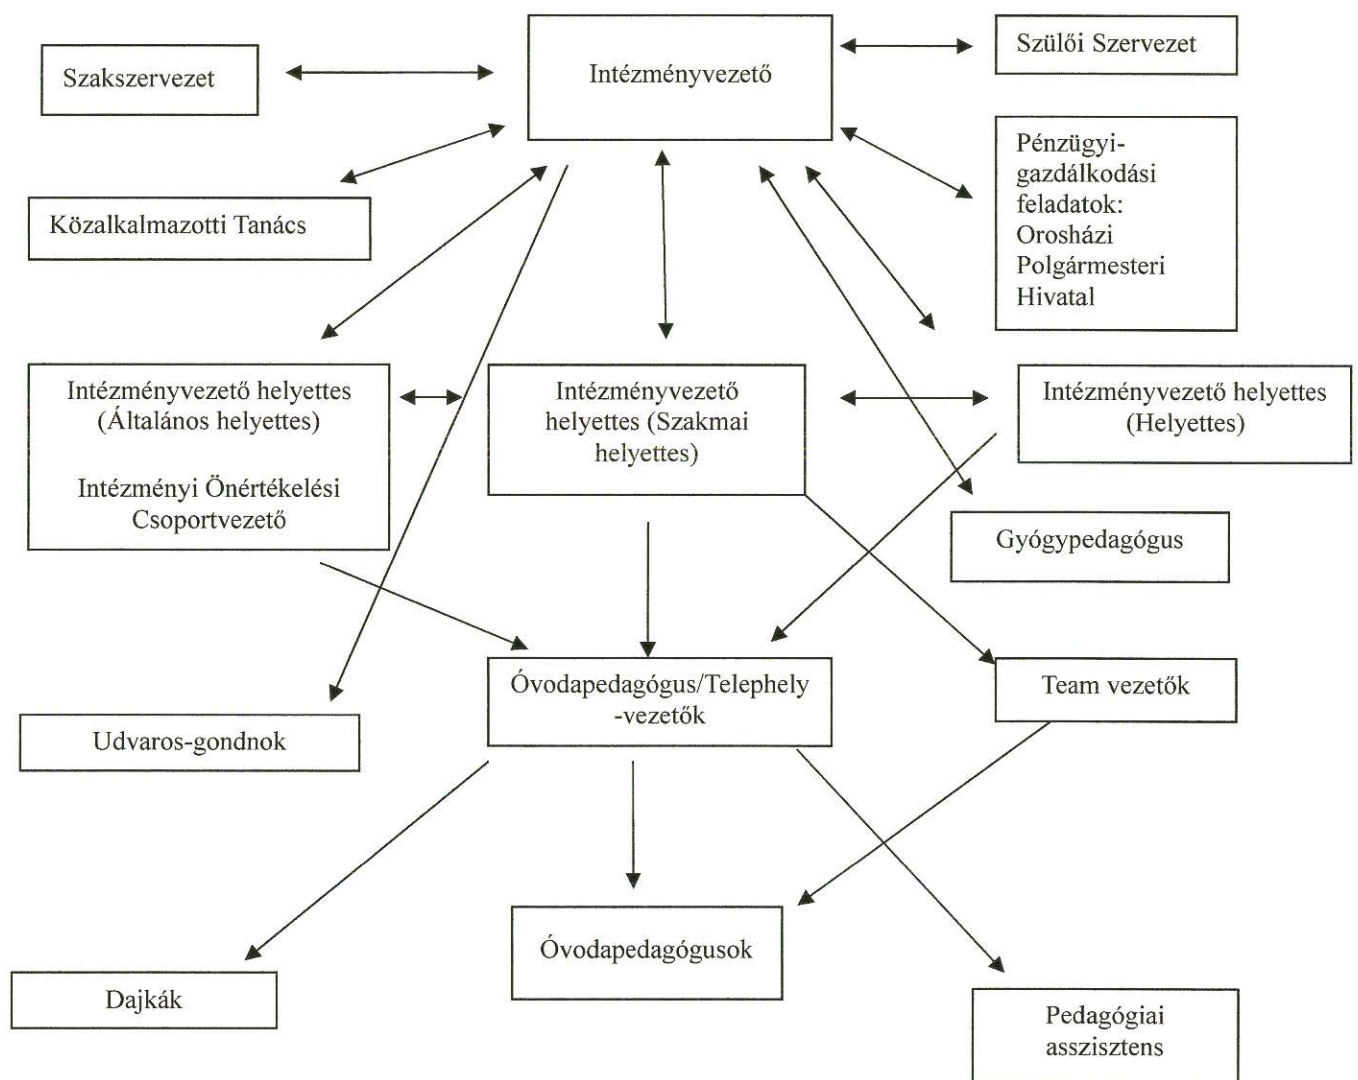 Szakszervezet
Intézményvezető
Szülői Szervezet
Közalkalmazotti Tanács
Pénzügyi-
gazdálkodási
feladatok:
Orosházi
Polgármesteri
Hivatal
Intézményvezető helyettes
(Általános helyettes)
Intézményi Önértékelési
Csoportvezető
Intézményvezető
helyettes (Szakmai
helyettes)
Intézményvezető helyettes
(Helyettes)
Gyógypedagógus
Óvodapedagógus/Telephely
-vezetők
Team vezetők
Udvaros-gondnok
Óvodapedagógusok
Dajkák
Pedagógiai
asszisztens